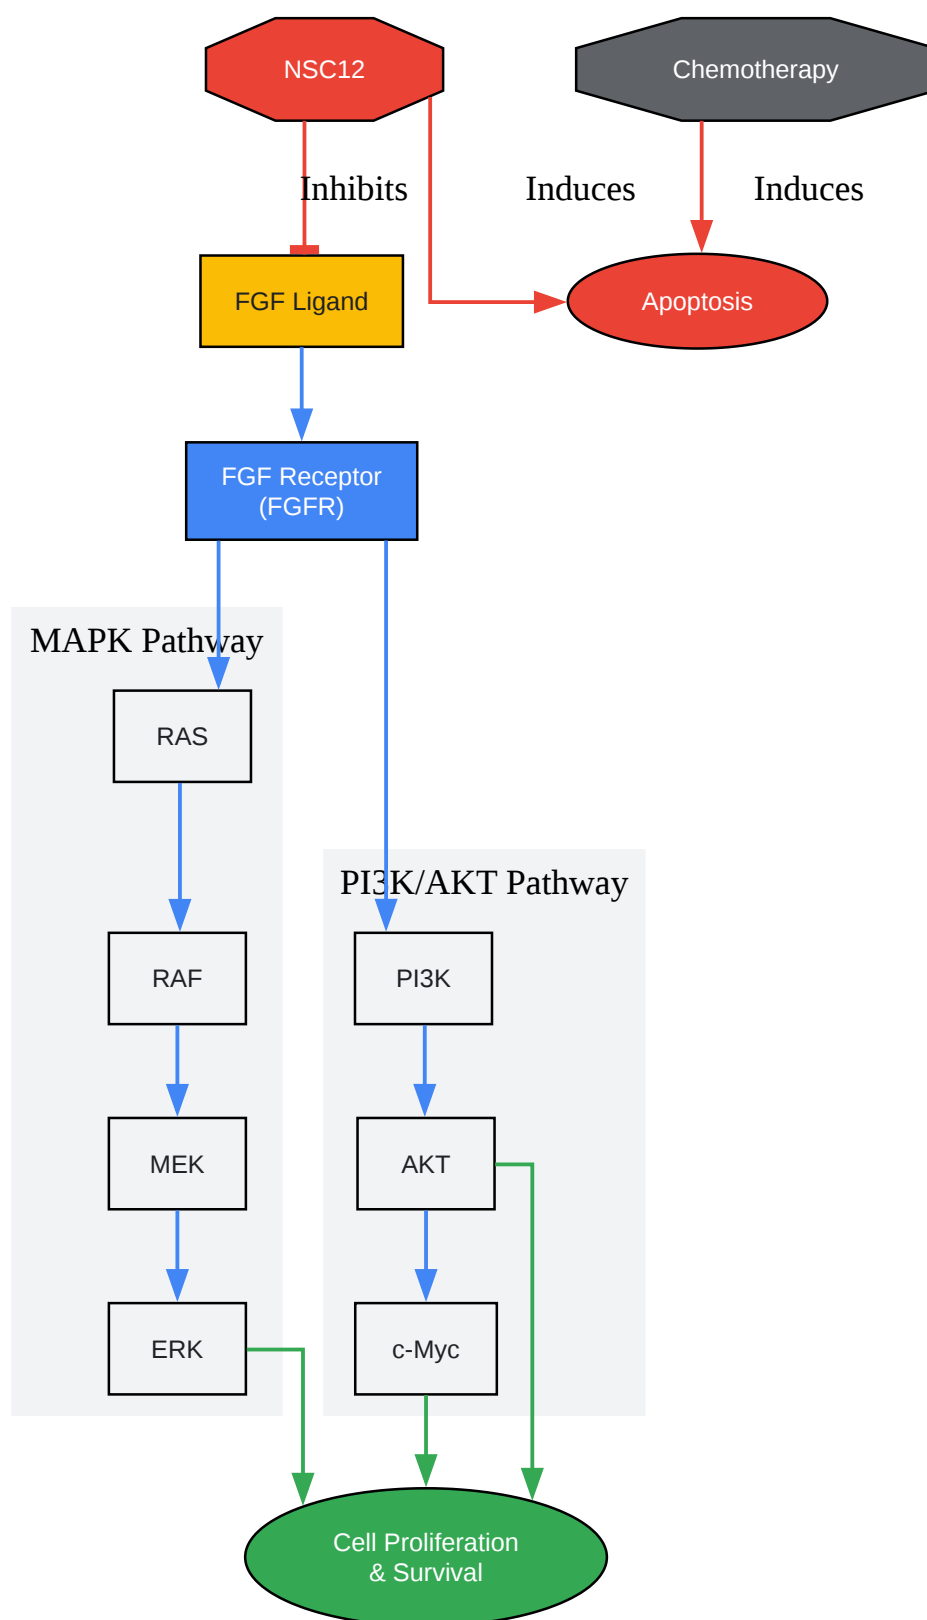 NSC12
Chemotherapy
Inhibits
Induces
Induces
FGF Ligand
Apoptosis
FGF Receptor
(FGFR)
MAPK Pathway
RAS
PI3K/AKT Pathway
RAF
PI3K
MEK
AKT
ERK
c-Myc
Cell Proliferation
& Survival